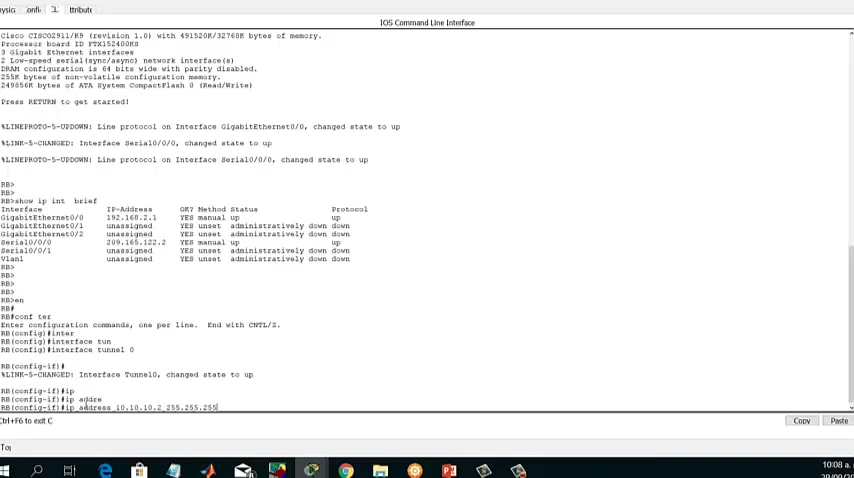 IOS Command Line Interface
Cisco CISCO2911/K9 (revision 1.0) with 491520K/32768K bytes of memory.
Processor board ID FTX152400KS
3 Gigabit Ethernet interfaces
2 Low-speed serial(sync/async) network interface(s)
DRAM configuration is 64 bits wide with parity disabled.
255K bytes of non-volatile configuration memory.
249856K bytes of ATA System CompactFlash 0 (Read/Write)
Press RETURN to get started!
%LINEPROTO-5-UPDOWN: Line protocol on Interface GigabitEthernet0/0, changed state to up
%LINK-5-CHANGED: Interface Serial0/0/0, changed state to up
%LINEPROTO-5-UPDOWN: Line protocol on Interface Serial0/0/0, changed state to up
RB>
RB>
RB>show ip int  brief
Interface IP-Address OK? Method Status Protocol
GigabitEthernet0/0 192.168.2.1 YES manual up up
GigabitEthernet0/1 unassigned YES unset administratively down down
GigabitEthernet0/2 unassigned YES unset administratively down down
Serial0/0/0 209.165.122.2 YES manual up up
Serial0/0/1 unassigned YES unset administratively down down
Vlan1 unassigned YES unset administratively down down
RB>
RB>
RB>
RB>
RB>en
RB#
RB#conf ter
Enter configuration commands, one per line.  End with CNTL/Z.
RB(config)#inter
RB(config)#interface tun
RB(config)#interface tunnel 0
RB(config-if)#
%LINK-5-CHANGED: Interface Tunnel0, changed state to up
RB(config-if)#ip
RB(config-if)#ip addre
RB(config-if)#ip address 10.10.10.2 255.255.255
Ctrl+F6 to exit C
Copy Paste
10:08 a.